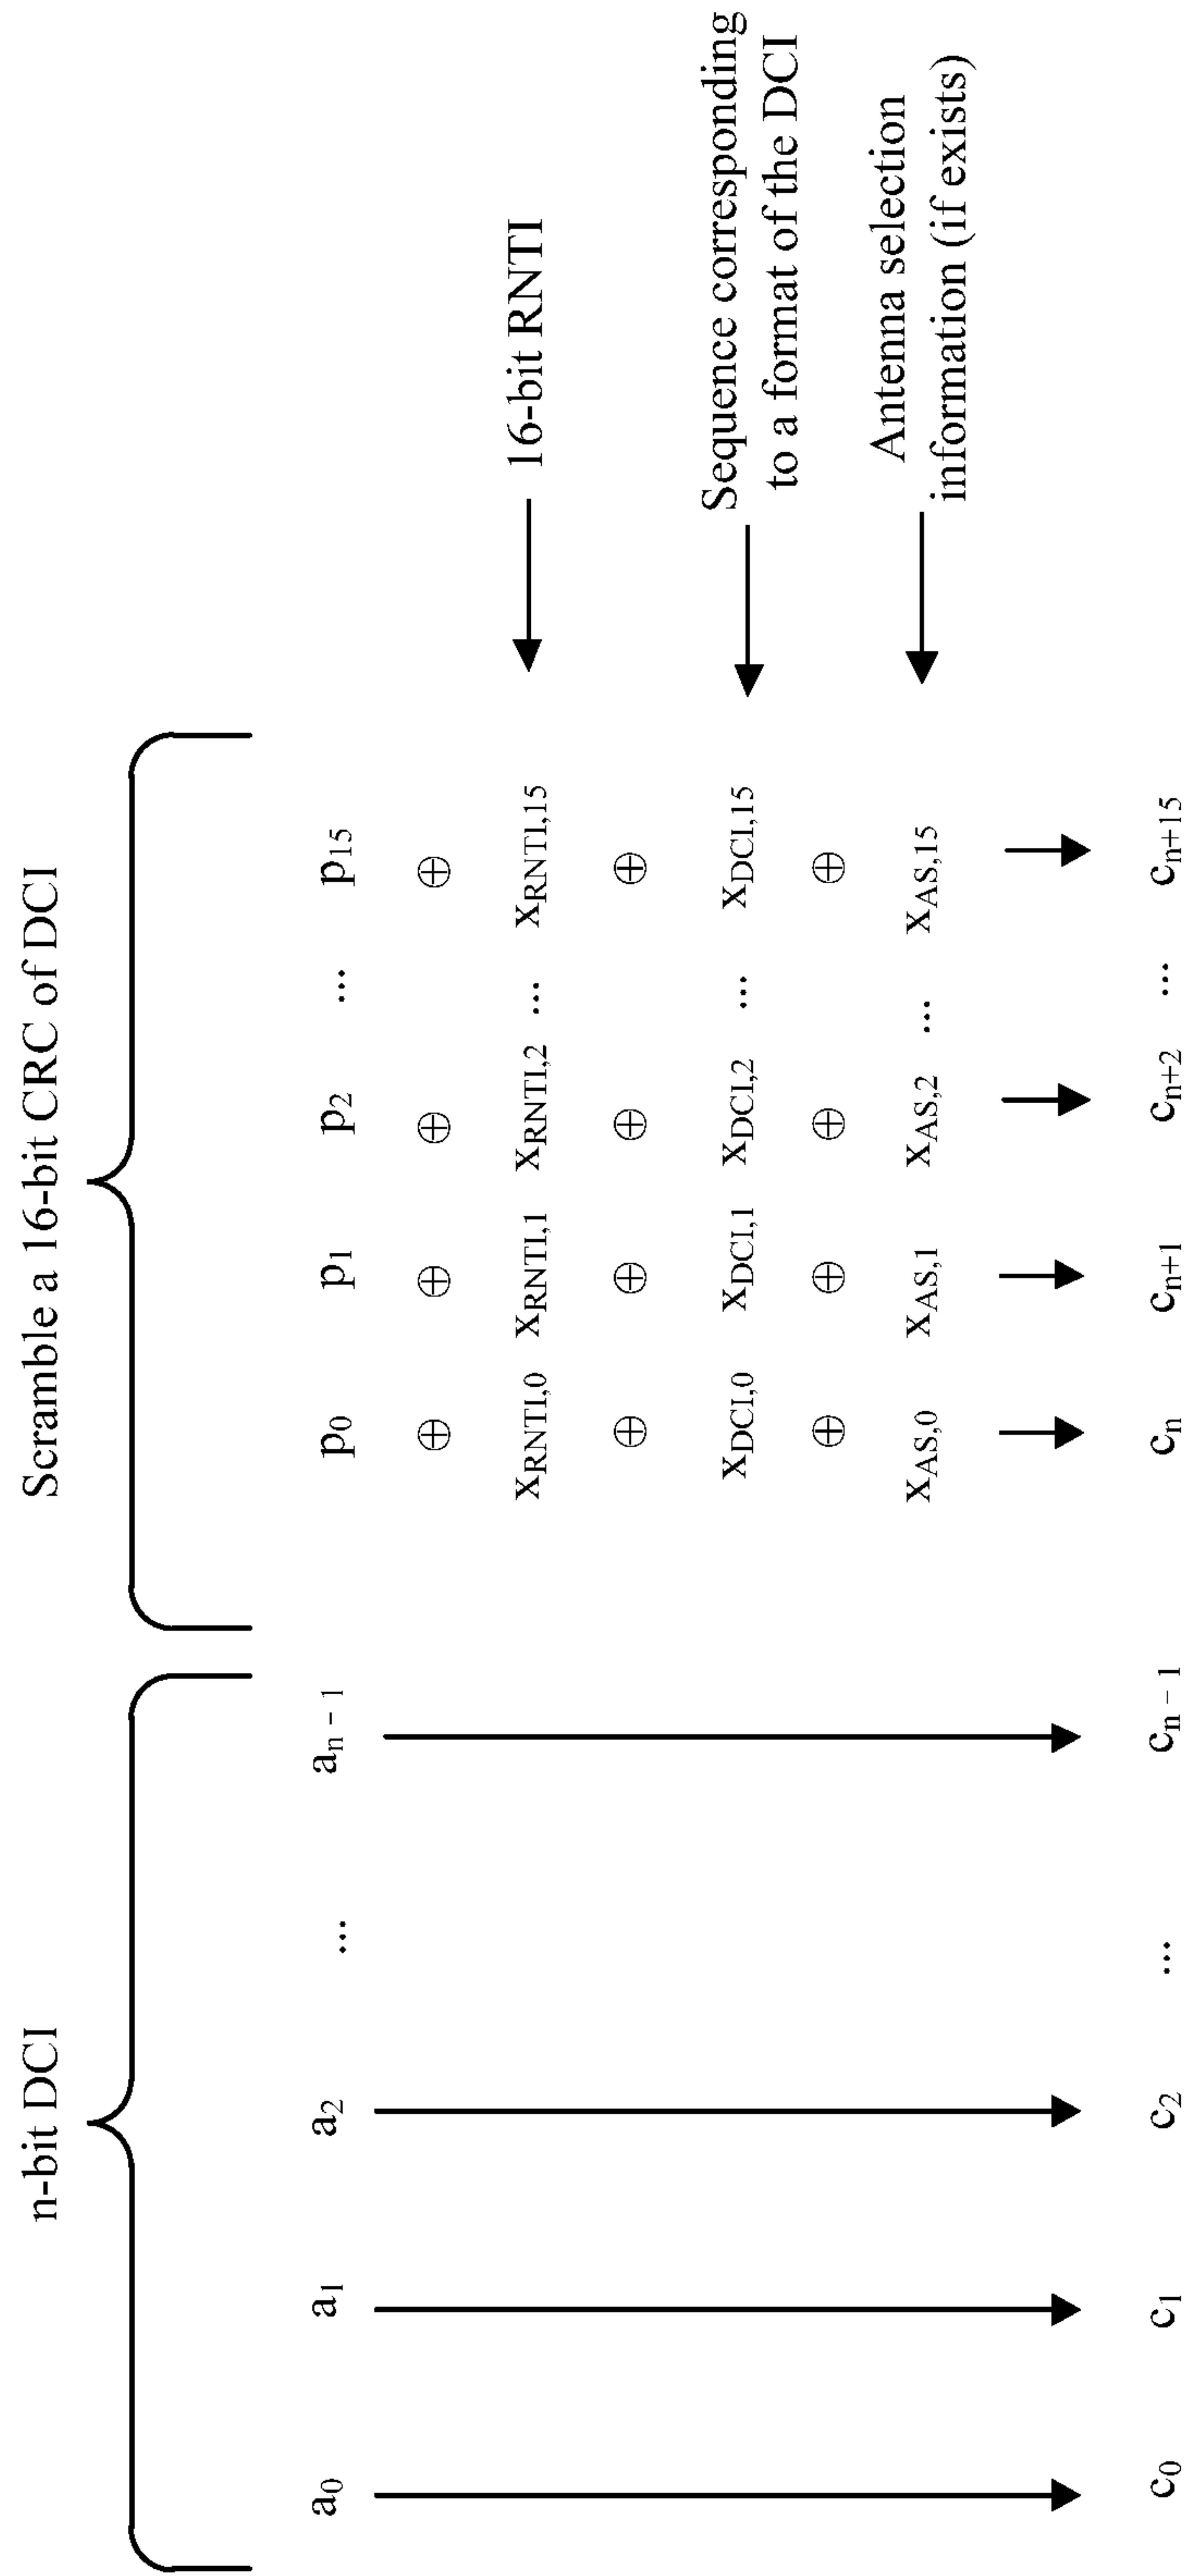 n-bit DCI
Scramble a 16-bit CRC of DCI
a0 a1 a2 ... an − 1 p0 p1 p2 ... p15
⊕ ⊕ ⊕ ⊕
xRNTI,0 xRNTI,1 xRNTI,2 ... xRNTI,15
16-bit RNTI
⊕ ⊕ ⊕ ⊕
xDCI,0 xDCI,1 xDCI,2 ... xDCI,15
Sequence corresponding
to a format of the DCI
⊕ ⊕ ⊕ ⊕
xAS,0 xAS,1 xAS,2 ... xAS,15
Antenna selection
information (if exists)
c0 c1 c2 ... cn − 1 cn cn+1 cn+2 ... cn+15